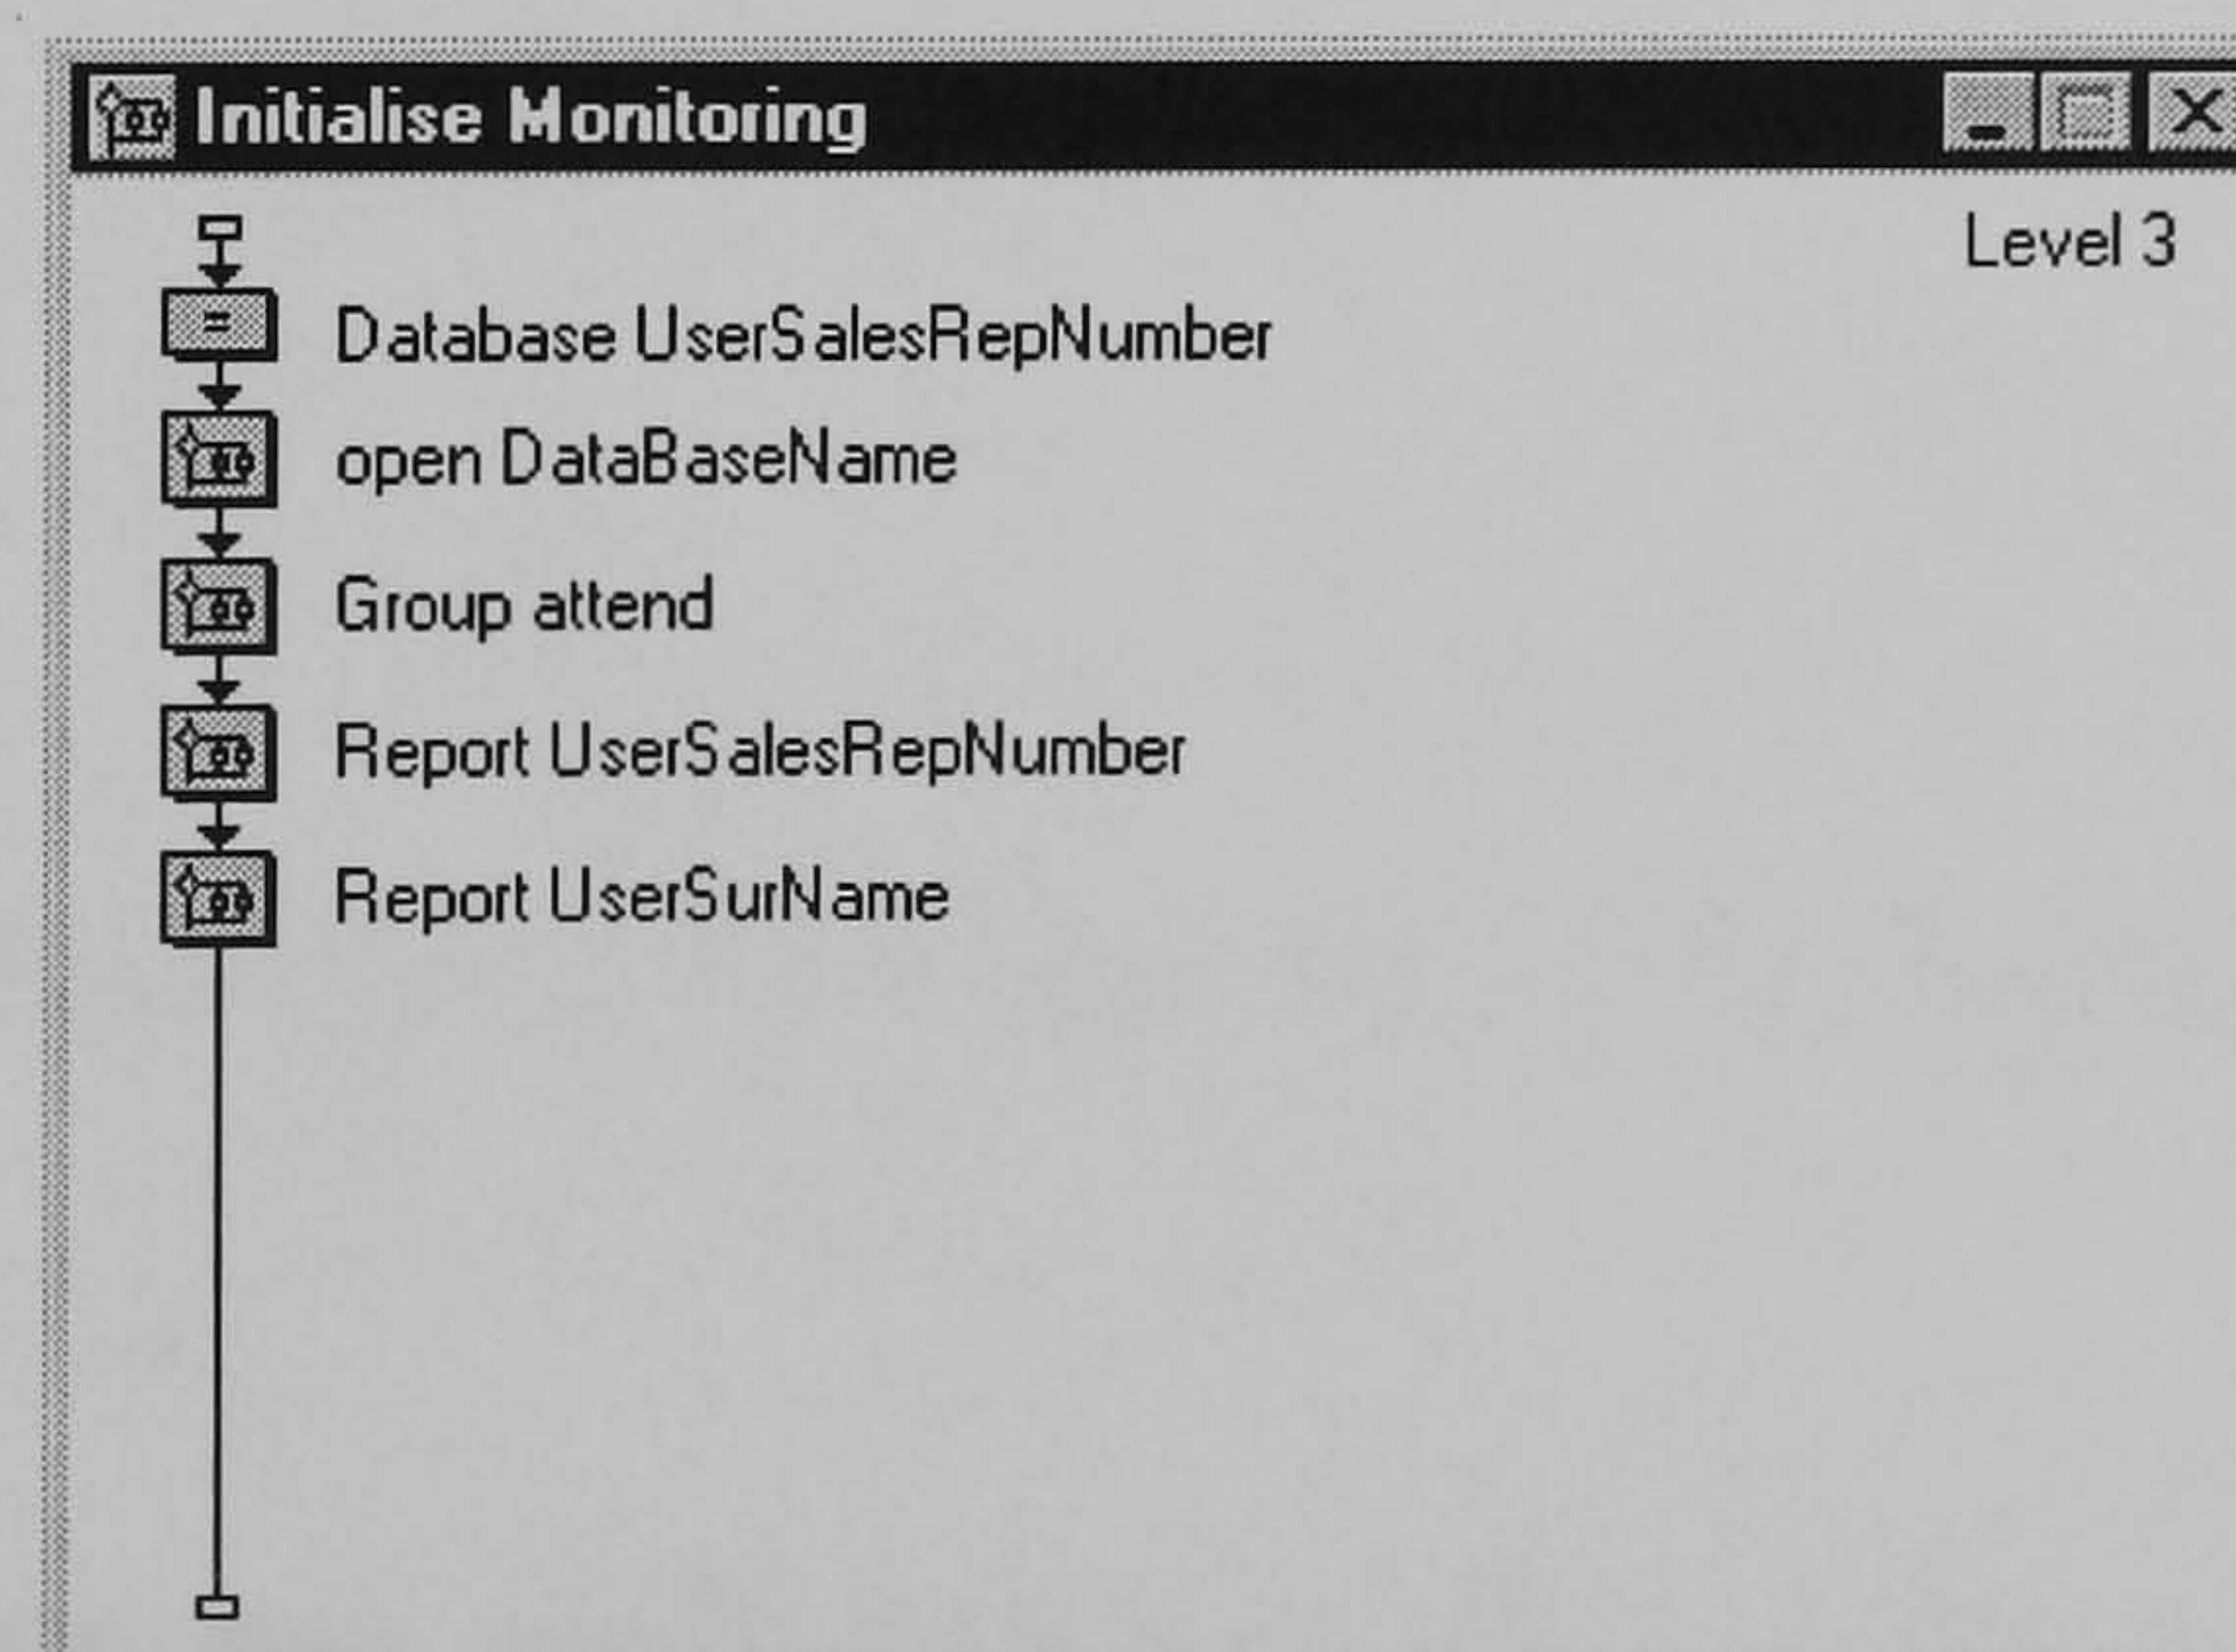 Initialise Monitoring
Level 3
=
Database UserSalesRepNumber
open DataBaseName
Group attend
Report UserSalesRepNumber
Report UserSurName